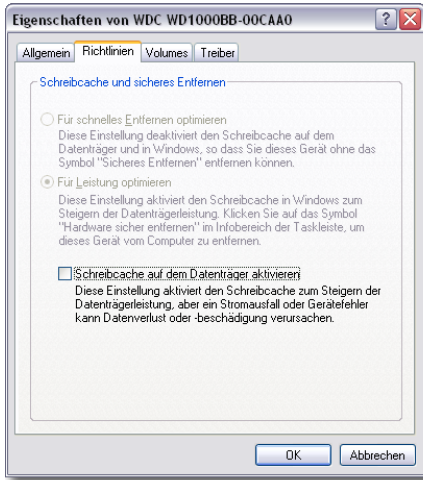 Eigenschaften von WDC WD1000BB-00CAA0
Allgemein Richtlinien Volumes Treiber
Schreibcache und sicheres Entfernen
Für schnelles Entfernen optimieren
Diese Einstellung deaktiviert den Schreibcache auf dem
Datenträger und in Windows, so dass Sie dieses Gerät ohne das
Symbol "Sicheres Entfernen" entfernen können.
Für Leistung optimieren
Diese Einstellung aktiviert den Schreibcache in Windows zum
Steigern der Datenträgerleistung. Klicken Sie auf das Symbol
"Hardware sicher entfernen" im Infobereich der Taskleiste, um
dieses Gerät vom Computer zu entfernen.
Schreibcache auf dem Datenträger aktivieren
Diese Einstellung aktiviert den Schreibcache zum Steigern der
Datenträgerleistung, aber ein Stromausfall oder Gerätefehler
kann Datenverlust oder -beschädigung verursachen.
OK Abbrechen